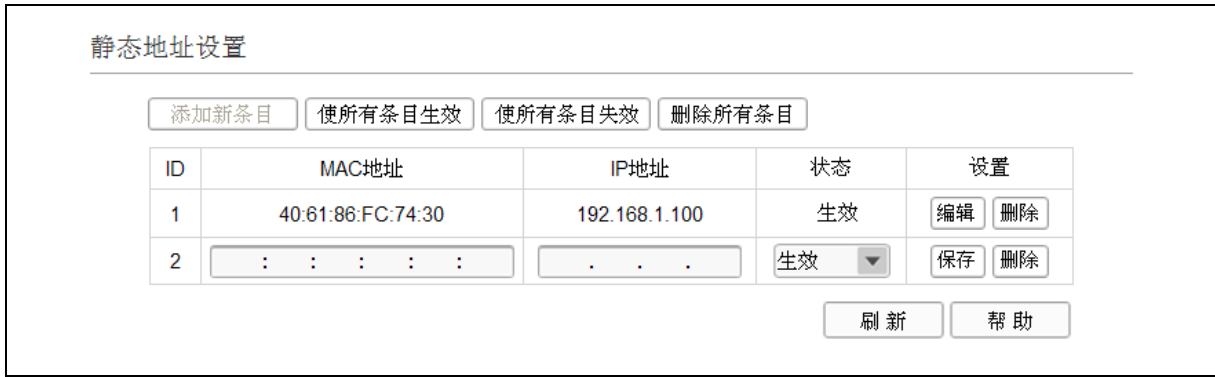 静态地址设置
添加新条目 使所有条目生效 使所有条目失效 删除所有条目
ID MAC地址 IP地址 状态 设置
1 40:61:86:FC:74:30 192.168.1.100 生效 编辑 删除
2 : : : : : . . . 生效 保存 删除
刷 新 帮 助